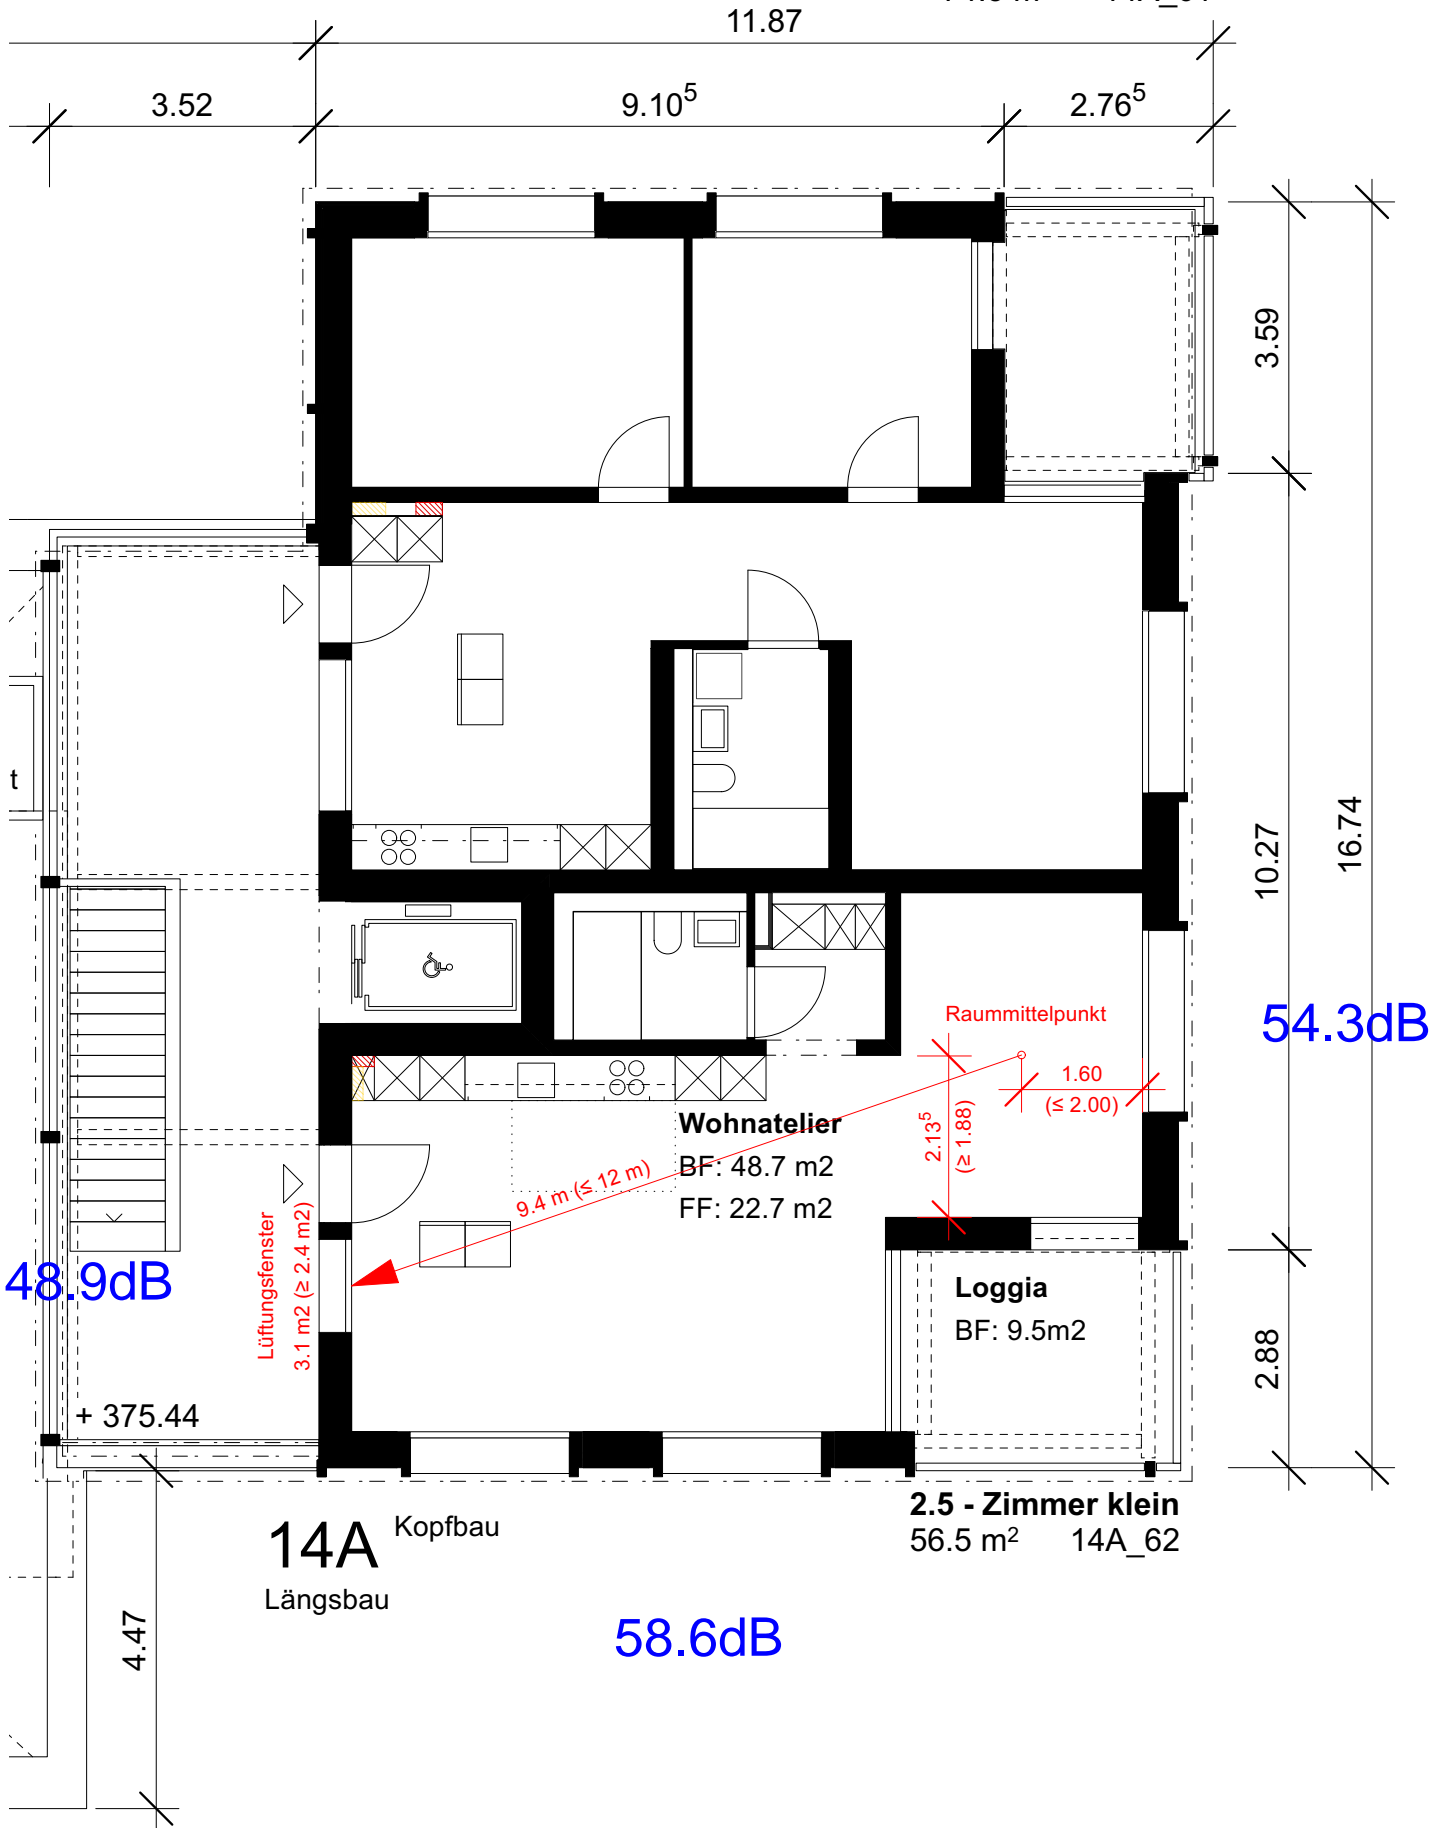 11.87
3.52
9.10⁵
2.76⁵
3.59
10.27
16.74
t
54.3dB
Raummittelpunkt
1.60
(≤ 2.00)
2.13⁵
(≥ 1.88)
Wohnatelier
BF: 48.7 m2
FF: 22.7 m2
9.4 m (≤ 12 m)
Lüftungsfenster
3.1 m2 (≥ 2.4 m2)
48.9dB
Loggia
BF: 9.5m2
2.88
+ 375.44
2.5 - Zimmer klein
56.5 m² 14A_62
14A Kopfbau
Längsbau
4.47
58.6dB